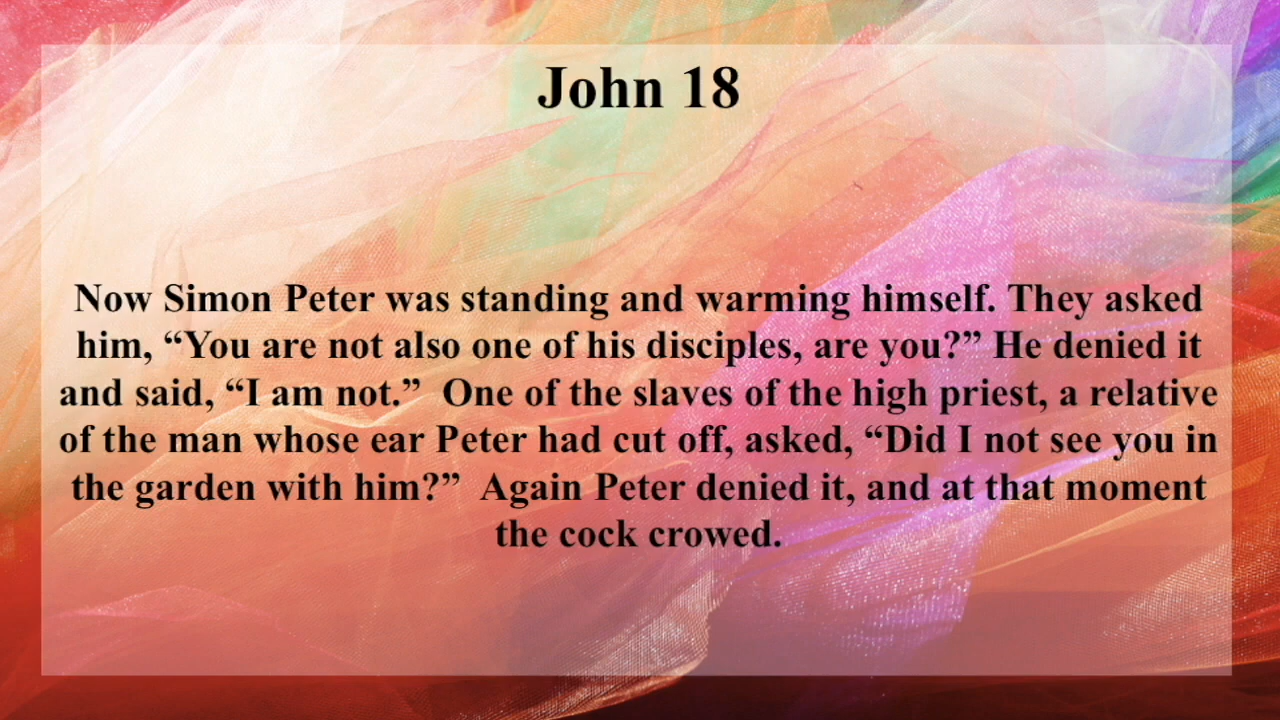 John 18
Now Simon Peter was standing and warming himself. They asked
him, “You are not also one of his disciples, are you?” He denied it
and said, “I am not.”  One of the slaves of the high priest, a relative
of the man whose ear Peter had cut off, asked, “Did I not see you in
the garden with him?”  Again Peter denied it, and at that moment
the cock crowed.